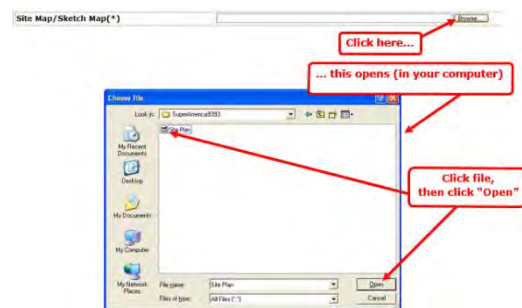 Site Map/Sketch Map(*)
Browse...
Click here...
... this opens (in your computer)
Choose file
Look in:
SuperAmerica8393
Site Plan
My Recent
Documents
Desktop
Click file,
then click “Open”
My Documents
My Computer
My Network
Places
File name:
Site Plan
Open
Files of type:
All Files (*.*)
Cancel